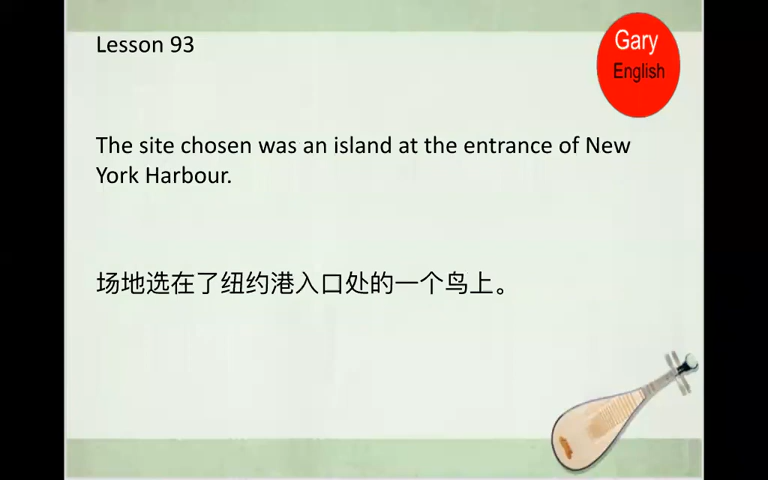 Lesson 93
Gary
English
The site chosen was an island at the entrance of New
York Harbour.
场地选在了纽约港入口处的一个鸟上。